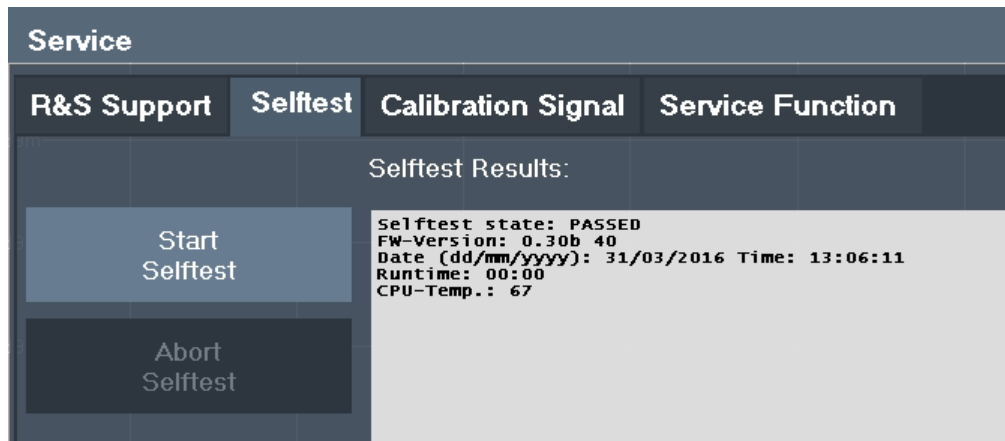 Service
R&S Support Selftest Calibration Signal Service Function
Selftest Results:
Start
Selftest
Selftest state: PASSED
FW-Version: 0.30b 40
Date (dd/mm/yyyy): 31/03/2016 Time: 13:06:11
Runtime: 00:00
CPU-Temp.: 67
Abort
Selftest